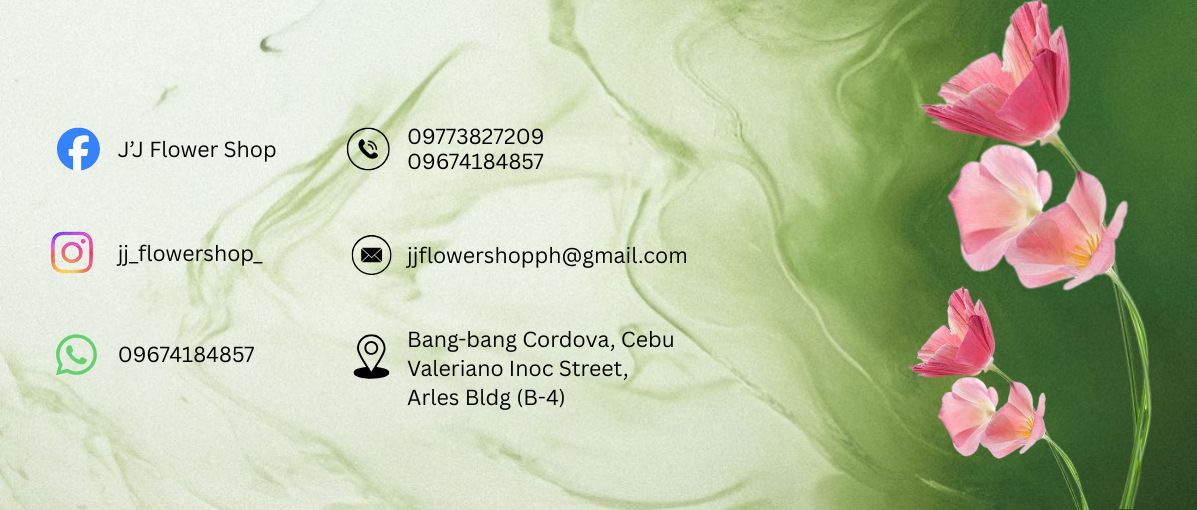 J'J Flower Shop
jj_flowershop_
09674184857
09773827209
09674184857
jjflowershopph@gmail.com
Bang-bang Cordova, Cebu
Valeriano Inoc Street,
Arles Bldg (B-4)